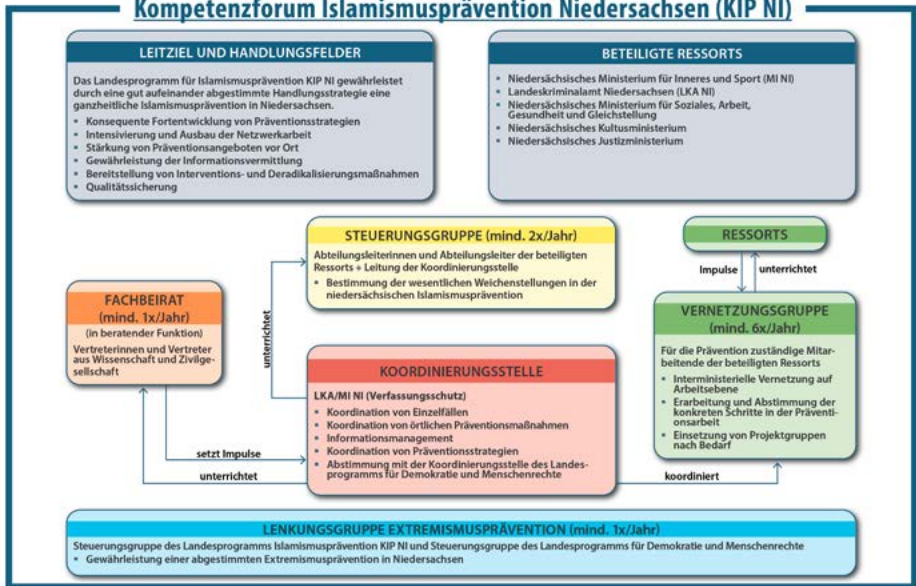 Kompetenzforum Islamismusprävention Niedersachsen (KIP NI)
LEITZIEL UND HANDLUNGSFELDER
Das Landesprogramm für Islamismusprävention KIP NI gewährleistet
durch eine gut aufeinander abgestimmte Handlungsstrategie eine
ganzheitliche Islamismusprävention in Niedersachsen.
▪ Konsequente Fortentwicklung von Präventionsstrategien
▪ Intensivierung und Ausbau der Netzwerkarbeit
▪ Stärkung von Präventionsangeboten vor Ort
▪ Gewährleistung der Informationsvermittlung
▪ Bereitstellung von Interventions- und Deradikalisierungsmaßnahmen
▪ Qualitätssicherung
BETEILIGTE RESSORTS
▪ Niedersächsisches Ministerium für Inneres und Sport (MI NI)
▪ Landeskriminalamt Niedersachsen (LKA NI)
▪ Niedersächsisches Ministerium für Soziales, Arbeit,
Gesundheit und Gleichstellung
▪ Niedersächsisches Kultusministerium
▪ Niedersächsisches Justizministerium
STEUERUNGSGRUPPE (mind. 2x/Jahr)
Abteilungsleiterinnen und Abteilungsleiter der beteiligten
Ressorts + Leitung der Koordinierungsstelle
▪ Bestimmung der wesentlichen Weichenstellungen in der
niedersächsischen Islamismusprävention
RESSORTS
Impulse
unterrichtet
FACHBEIRAT
(mind. 1x/Jahr)
(in beratender Funktion)
Vertreterinnen und Vertreter
aus Wissenschaft und Zivilge-
sellschaft
unterrichtet
VERNETZUNGSGRUPPE
(mind. 6x/Jahr)
Für die Prävention zuständige Mitar-
beitende der beteiligten Ressorts
▪ Interministerielle Vernetzung auf
Arbeitsebene
▪ Erarbeitung und Abstimmung der
konkreten Schritte in der Präventi-
onsarbeit
▪ Einsetzung von Projektgruppen
nach Bedarf
KOORDINIERUNGSSTELLE
LKA/MI NI (Verfassungsschutz)
▪ Koordination von Einzelfällen
▪ Koordination von örtlichen Präventionsmaßnahmen
▪ Informationsmanagement
▪ Koordination von Präventionsstrategien
▪ Abstimmung mit der Koordinierungsstelle des Landes-
programms für Demokratie und Menschenrechte
setzt Impulse
unterrichtet
koordiniert
LENKUNGSGRUPPE EXTREMISMUSPRÄVENTION (mind. 1x/Jahr)
Steuerungsgruppe des Landesprogramms Islamismusprävention KIP NI und Steuerungsgruppe des Landesprogramms für Demokratie und Menschenrechte
▪ Gewährleistung einer abgestimmten Extremismusprävention in Niedersachsen